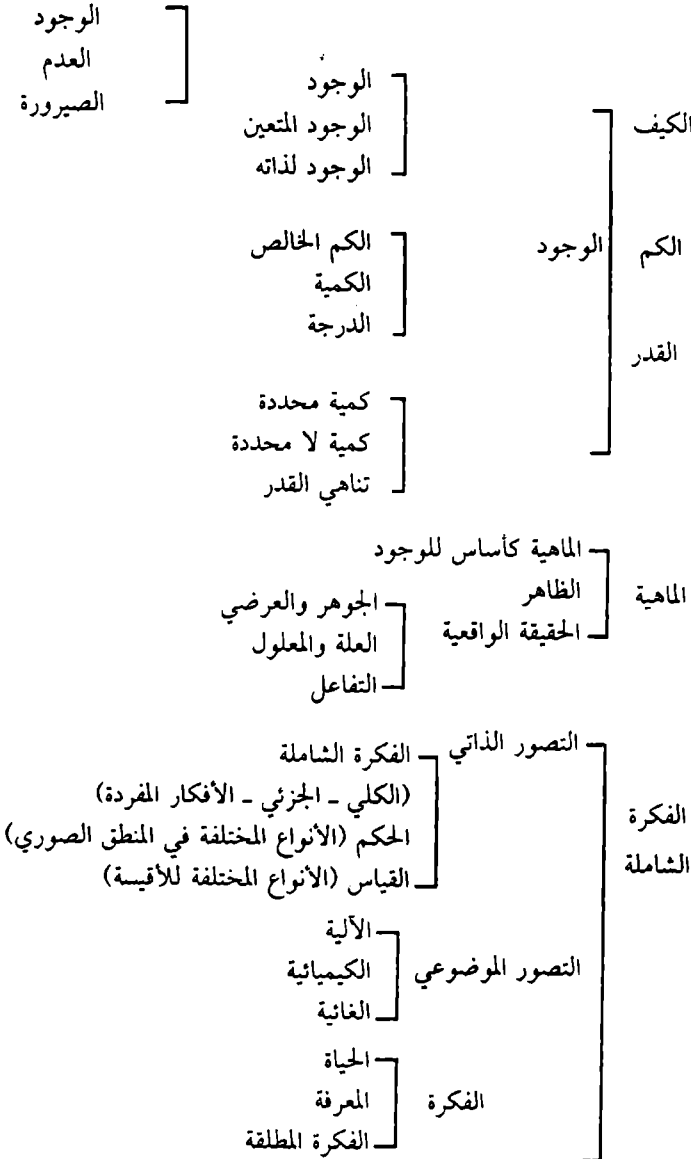 الوجود
العدم
الصيرورة
الكيف
الكم
القدر
الوجود
الوجود
الوجود المتعين
الوجود لذاته
الكم الخالص
الكمية
الدرجة
كمية محددة
كمية لا محددة
تناهي القدر
الماهية
الماهية كأساس للوجود
الظاهر
الحقيقة الواقعية
الجوهر والعرضي
العلة والمعلول
التفاعل
الفكرة
الشاملة
التصور الذاتي
الفكرة الشاملة
(الكلي - الجزئي - الأفكار المفردة)
الحكم (الأنواع المختلفة في المنطق الصوري)
القياس (الأنواع المختلفة للأقيسة)
التصور الموضوعي
الآلية
الكيميائية
الغائية
الفكرة
الحياة
المعرفة
الفكرة المطلقة